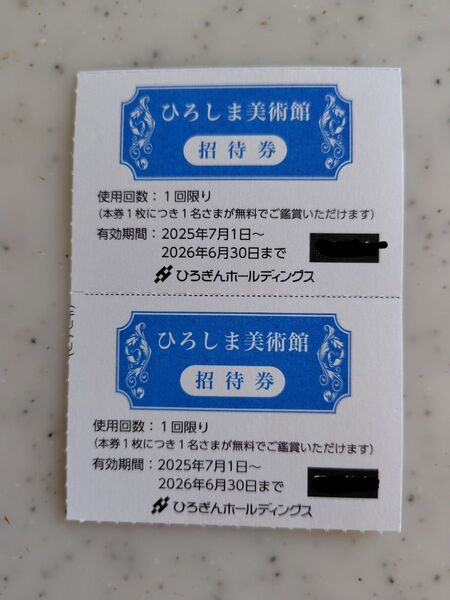 ひろしま美術館
招待券
使用回数：1回限り
（本券1枚につき1名さまが無料でご鑑賞いただけます）
有効期間：2025年7月1日～
2026年6月30日まで
ひろぎんホールディングス
ひろしま美術館
招待券
使用回数：1回限り
（本券1枚につき1名さまが無料でご鑑賞いただけます）
有効期間：2025年7月1日～
2026年6月30日まで
ひろぎんホールディングス